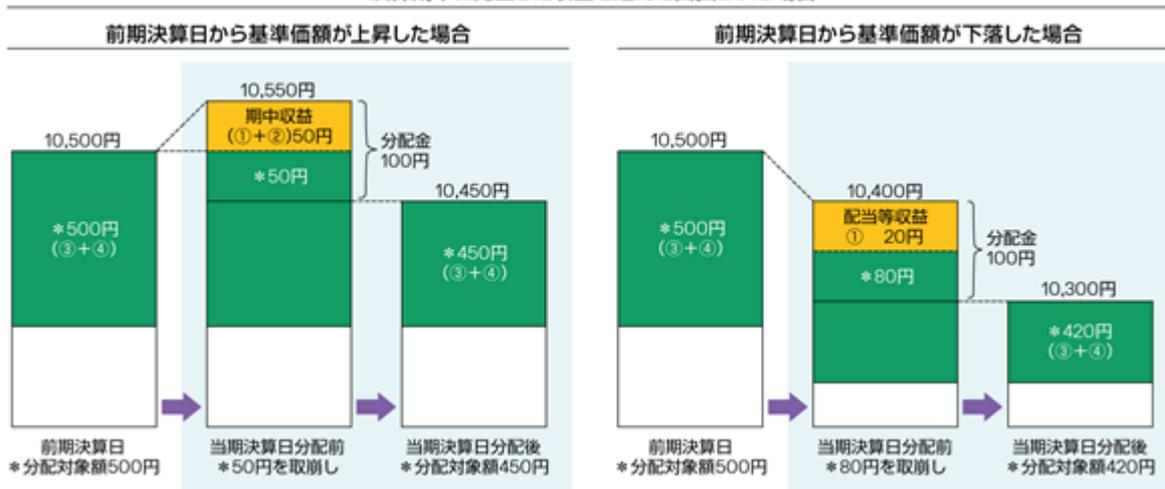 前期決算日から基準価額が上昇した場合
10,500円
*500円
(③+④)
前期決算日
*分配対象額500円
10,550円
期中収益
(①+②)50円
*50円
分配金
100円
当期決算日分配前
*50円を取崩し
10,450円
*450円
(③+④)
当期決算日分配後
*分配対象額450円
前期決算日から基準価額が下落した場合
10,500円
*500円
(③+④)
前期決算日
*分配対象額500円
10,400円
配当等収益
① 20円
*80円
分配金
100円
当期決算日分配前
*80円を取崩し
10,300円
*420円
(③+④)
当期決算日分配後
*分配対象額420円